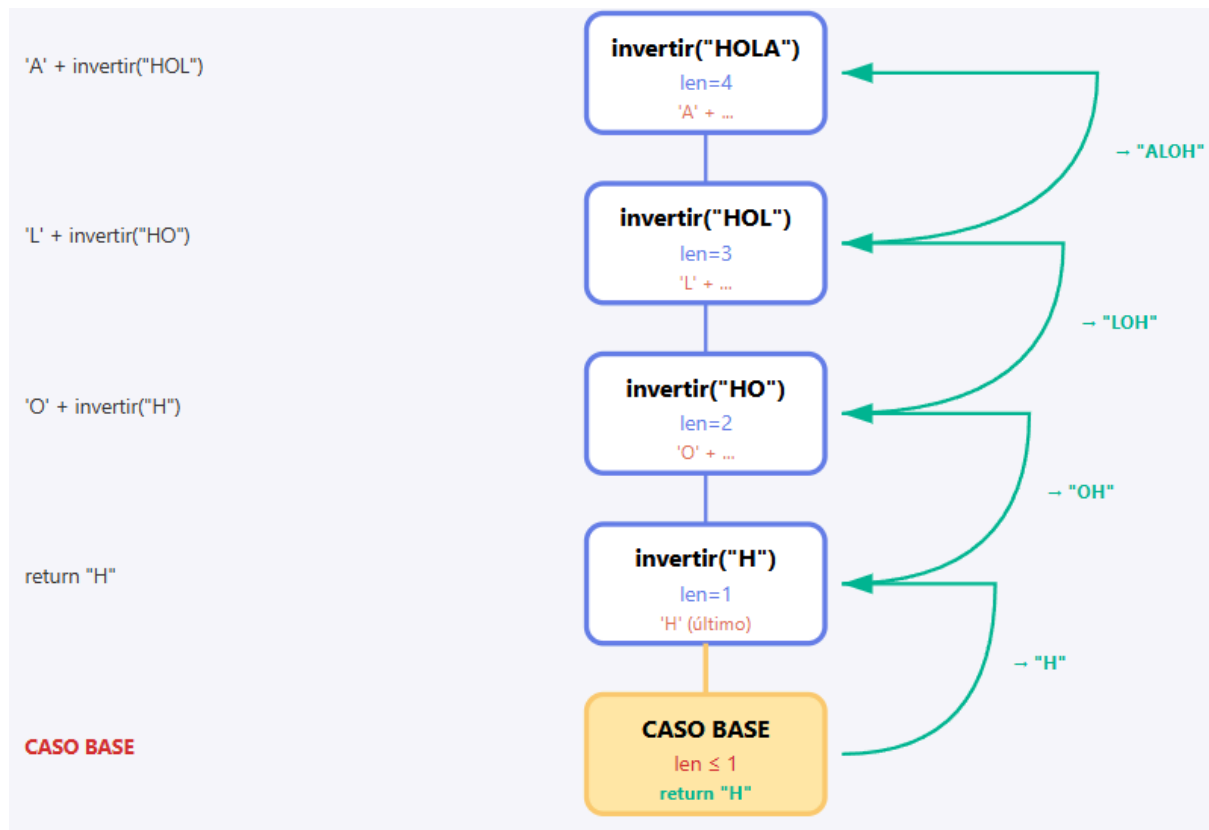 invertir("HOLA")
'A' + invertir("HOL")
len=4
'A' + ...
→ "ALOH"
invertir("HOL")
'L' + invertir("HO")
len=3
'L' + ...
→ "LOH"
invertir("HO")
'O' + invertir("H")
len=2
'O' + ...
→ "OH"
invertir("H")
return "H"
len=1
'H' (último)
→ "H"
CASO BASE
CASO BASE
len ≤ 1
return "H"